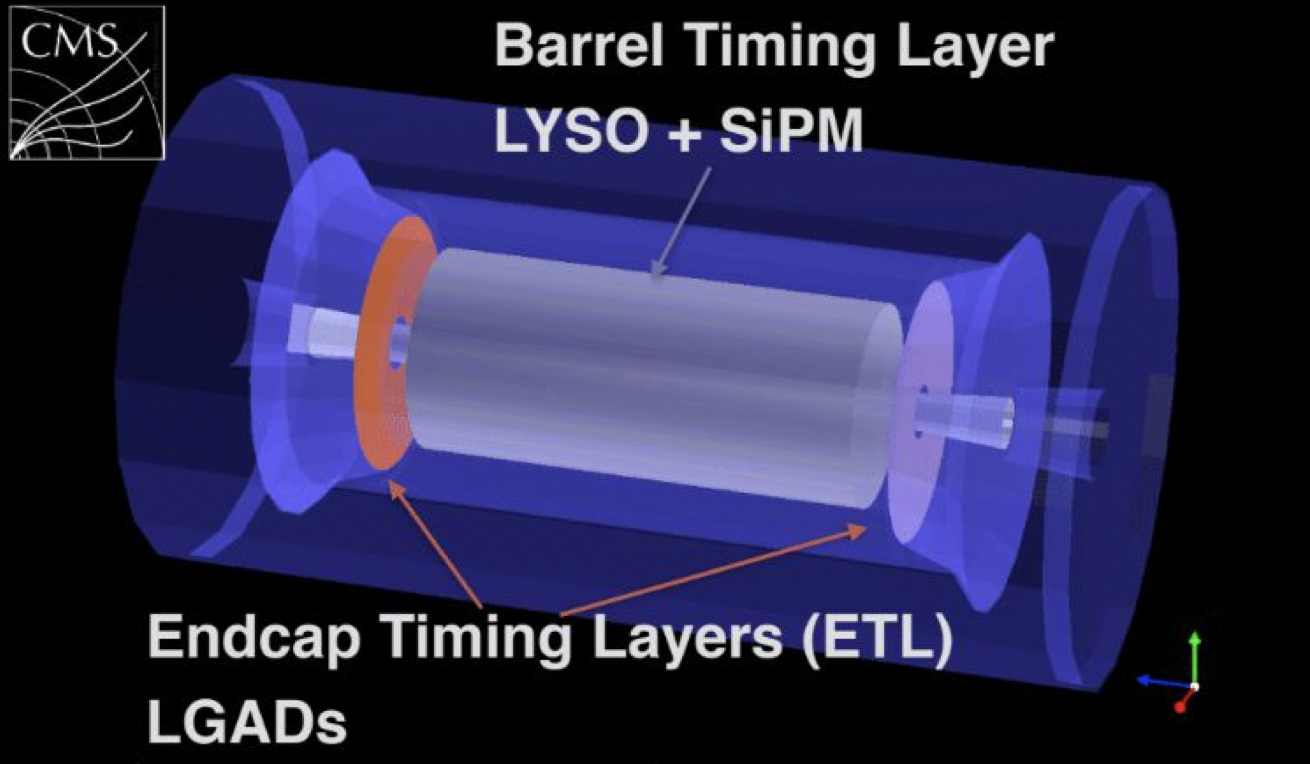 CMS
Barrel Timing Layer
LYSO + SiPM
Endcap Timing Layers (ETL)
LGADs